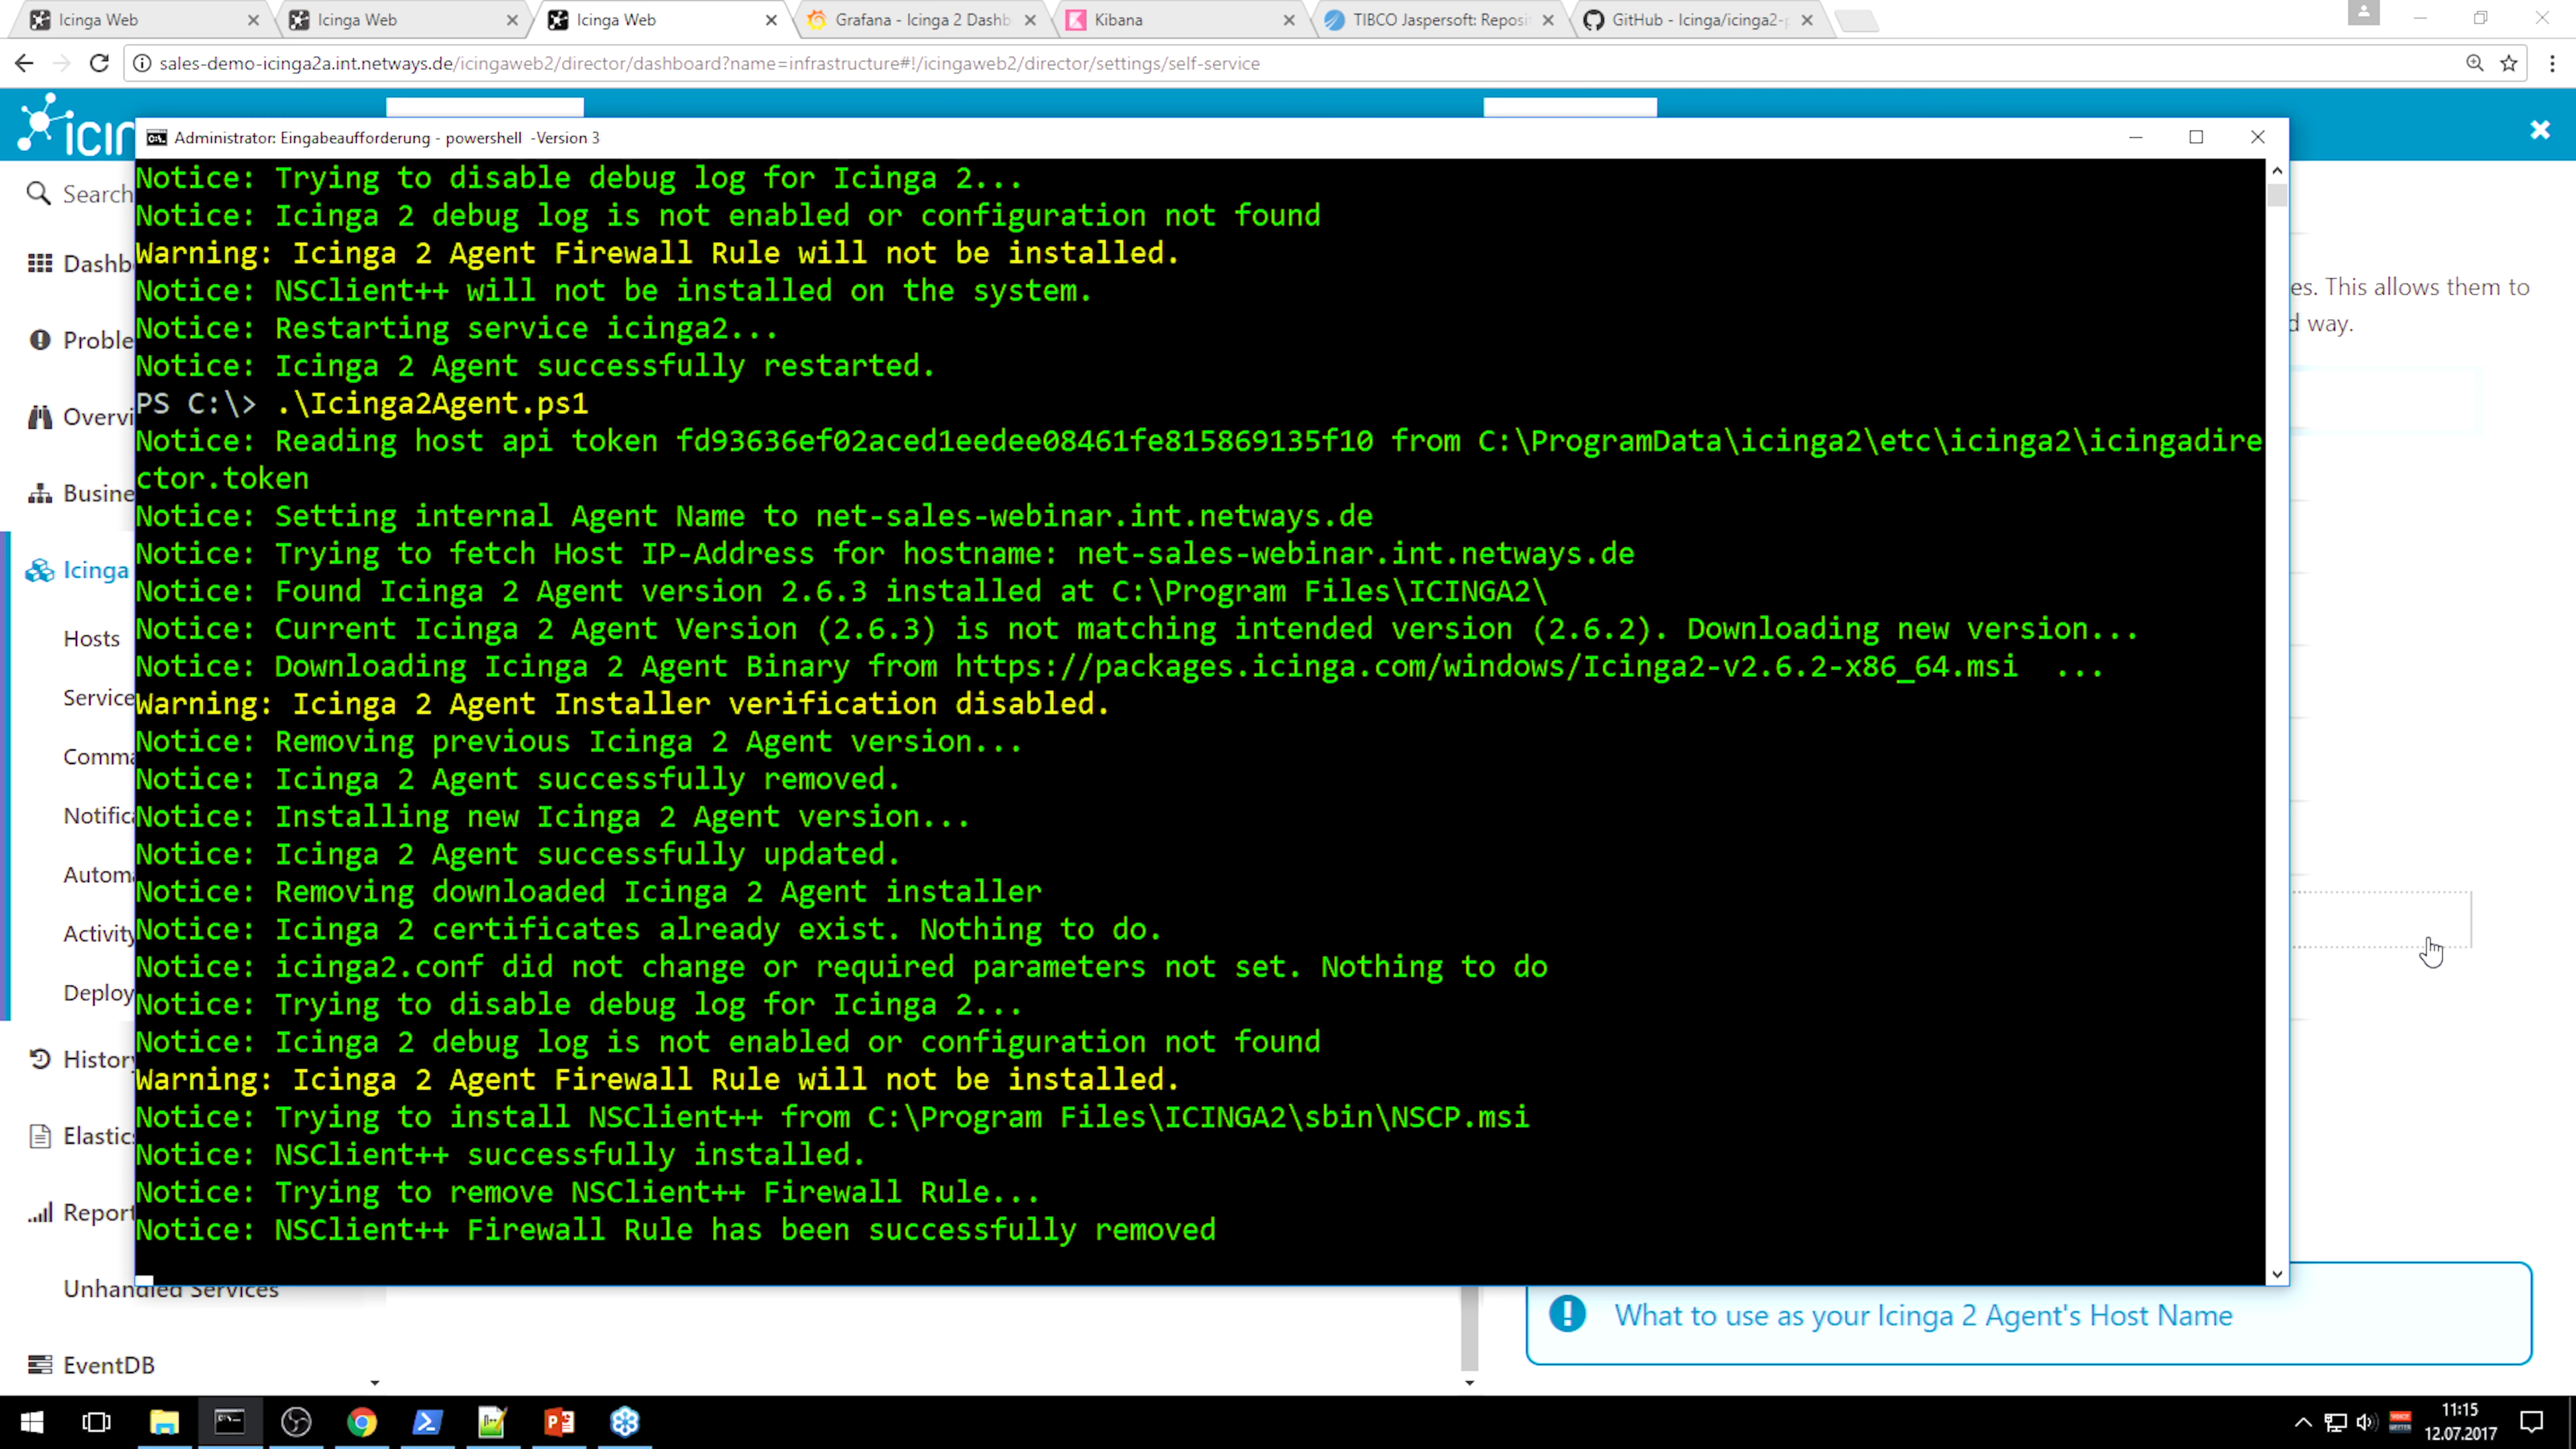 Icinga Web
Icinga Web
Icinga Web
Grafana - Icinga 2 Dashb
Kibana
TIBCO Jaspersoft: Reposi
GitHub - Icinga/icinga2-p
sales-demo-icinga2a.int.netways.de/icingaweb2/director/dashboard?name=infrastructure#!/icingaweb2/director/settings/self-service
icin
Administrator: Eingabeaufforderung - powershell -Version 3
Search
Dashb
Proble
Overvi
Busine
Icinga
Hosts
Service
Comma
Notifica
Automa
Activity
Deploy
History
Elastics
Report
Unhandled Services
EventDB
Notice: Trying to disable debug log for Icinga 2...
Notice: Icinga 2 debug log is not enabled or configuration not found
Warning: Icinga 2 Agent Firewall Rule will not be installed.
Notice: NSClient++ will not be installed on the system.
Notice: Restarting service icinga2...
Notice: Icinga 2 Agent successfully restarted.
PS C:\> .\Icinga2Agent.ps1
Notice: Reading host api token fd93636ef02aced1eedee08461fe815869135f10 from C:\ProgramData\icinga2\etc\icinga2\icingadire
ctor.token
Notice: Setting internal Agent Name to net-sales-webinar.int.netways.de
Notice: Trying to fetch Host IP-Address for hostname: net-sales-webinar.int.netways.de
Notice: Found Icinga 2 Agent version 2.6.3 installed at C:\Program Files\ICINGA2\
Notice: Current Icinga 2 Agent Version (2.6.3) is not matching intended version (2.6.2). Downloading new version...
Notice: Downloading Icinga 2 Agent Binary from https://packages.icinga.com/windows/Icinga2-v2.6.2-x86_64.msi  ...
Warning: Icinga 2 Agent Installer verification disabled.
Notice: Removing previous Icinga 2 Agent version...
Notice: Icinga 2 Agent successfully removed.
Notice: Installing new Icinga 2 Agent version...
Notice: Icinga 2 Agent successfully updated.
Notice: Removing downloaded Icinga 2 Agent installer
Notice: Icinga 2 certificates already exist. Nothing to do.
Notice: icinga2.conf did not change or required parameters not set. Nothing to do
Notice: Trying to disable debug log for Icinga 2...
Notice: Icinga 2 debug log is not enabled or configuration not found
Warning: Icinga 2 Agent Firewall Rule will not be installed.
Notice: Trying to install NSClient++ from C:\Program Files\ICINGA2\sbin\NSCP.msi
Notice: NSClient++ successfully installed.
Notice: Trying to remove NSClient++ Firewall Rule...
Notice: NSClient++ Firewall Rule has been successfully removed
es. This allows them to
d way.
What to use as your Icinga 2 Agent's Host Name
11:15
12.07.2017